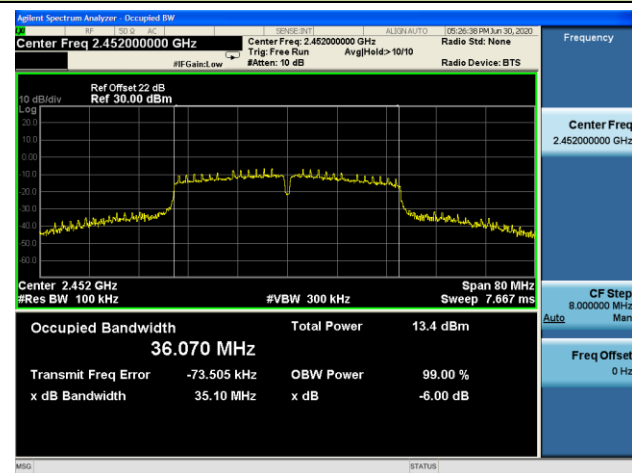 Agilent Spectrum Analyzer - Occupied BW
RF 50 Ω AC SENSE:INT ALIGN AUTO 05:26:38 PM Jun 30, 2020
Center Freq 2.452000000 GHz
Center Freq: 2.452000000 GHz
Radio Std: None
Trig: Free Run Avg|Hold:> 10/10
#IFGain:Low #Atten: 10 dB Radio Device: BTS
Ref Offset 22 dB
10 dB/div Ref 30.00 dBm
Log
20.0
10.0
0.00
-10.0
-20.0
-30.0
-40.0
-50.0
-60.0
Center 2.452 GHz Span 80 MHz
#Res BW 100 kHz #VBW 300 kHz Sweep 7.667 ms
Occupied Bandwidth Total Power 13.4 dBm
36.070 MHz
Transmit Freq Error -73.505 kHz OBW Power 99.00 %
x dB Bandwidth 35.10 MHz x dB -6.00 dB
MSG STATUS
Frequency
Center Freq
2.452000000 GHz
CF Step
8.000000 MHz
Auto Man
Freq Offset
0 Hz